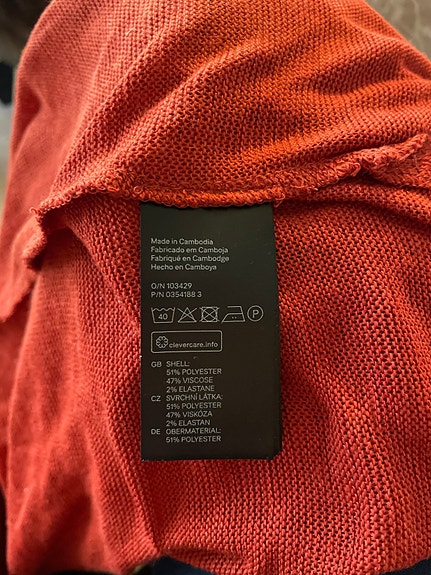 Made in Cambodia
Fabricado em Camboja
Fabriqué en Cambodge
Hecho en Camboya
O/N 103429
P/N 0354188 3
40 P
clevercare.info
GB SHELL:
51% POLYESTER
47% VISCOSE
2% ELASTANE
CZ SVRCHNÍ LÁTKA:
51% POLYESTER
47% VISKÓZA
2% ELASTAN
DE OBERMATERIAL:
51% POLYESTER